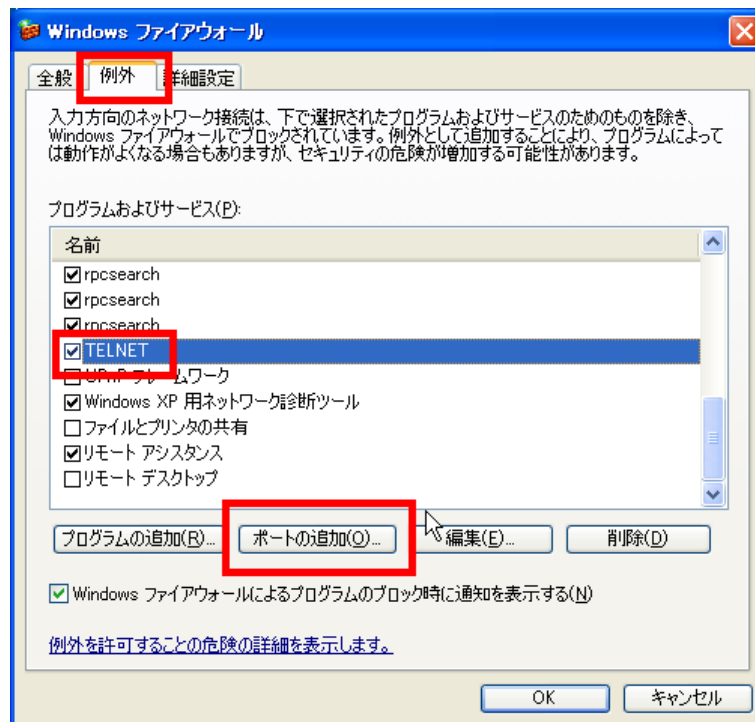 Windows ファイアウォール
全般 例外 詳細設定
入力方向のネットワーク接続は、下で選択されたプログラムおよびサービスのためのものを除き、
Windows ファイアウォールでブロックされています。例外として追加することにより、プログラムによって
は動作がよくなる場合もありますが、セキュリティの危険が増加する可能性があります。
プログラムおよびサービス(P):
名前
rpcsearch
rpcsearch
rpcsearch
TELNET
UPnP フレームワーク
Windows XP 用ネットワーク診断ツール
ファイルとプリンタの共有
リモート アシスタンス
リモート デスクトップ
プログラムの追加(R)... ポートの追加(O)... 編集(E)... 削除(D)
Windows ファイアウォールによるプログラムのブロック時に通知を表示する(N)
例外を許可することの危険の詳細を表示します。
OK キャンセル